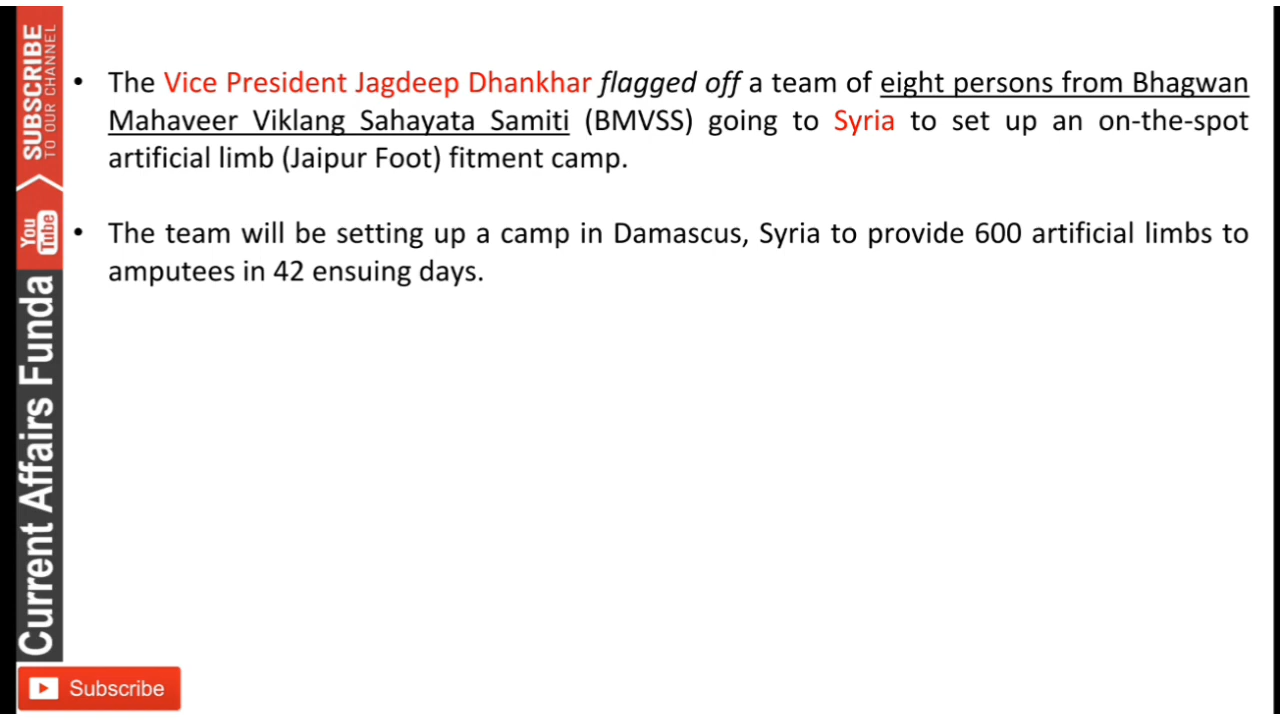 SUBSCRIBE
TO OUR CHANNEL
You
Tube
Current Affairs Funda
• The Vice President Jagdeep Dhankhar flagged off a team of eight persons from Bhagwan
Mahaveer Viklang Sahayata Samiti (BMVSS) going to Syria to set up an on-the-spot
artificial limb (Jaipur Foot) fitment camp.
• The team will be setting up a camp in Damascus, Syria to provide 600 artificial limbs to
amputees in 42 ensuing days.
Subscribe